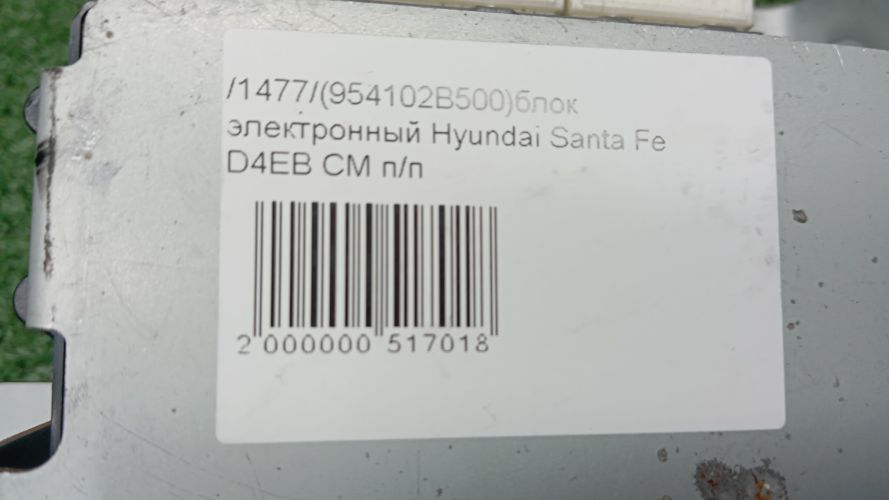 /1477/(954102B500)блок
электронный Hyundai Santa Fe
D4EB CM п/п
2 000000 517018